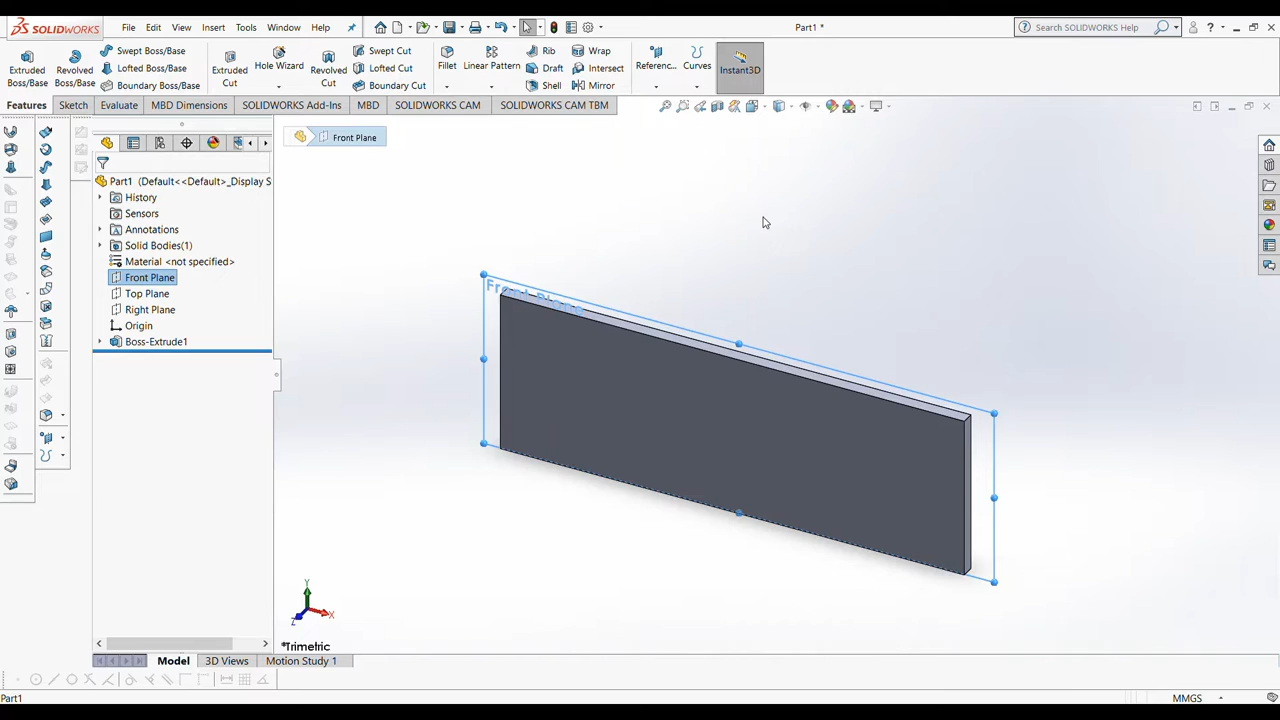 SOLIDWORKS File Edit View Insert Tools Window Help Part1 * Search SOLIDWORKS Help ?
Extruded Boss/Base Revolved Boss/Base Swept Boss/Base Lofted Boss/Base Boundary Boss/Base Extruded Cut Hole Wizard Revolved Cut Swept Cut Lofted Cut Boundary Cut Fillet Linear Pattern Rib Draft Shell Wrap Intersect Mirror Referenc... Curves Instant3D
Features Sketch Evaluate MBD Dimensions SOLIDWORKS Add-Ins MBD SOLIDWORKS CAM SOLIDWORKS CAM TBM
Front Plane
Part1 (Default<<Default>_Display S
History
Sensors
Annotations
Solid Bodies(1)
Material <not specified>
Front Plane
Top Plane
Right Plane
Origin
Boss-Extrude1
Front Plane
Y
X
Z
*Trimetric
Model 3D Views Motion Study 1
Part1 MMGS